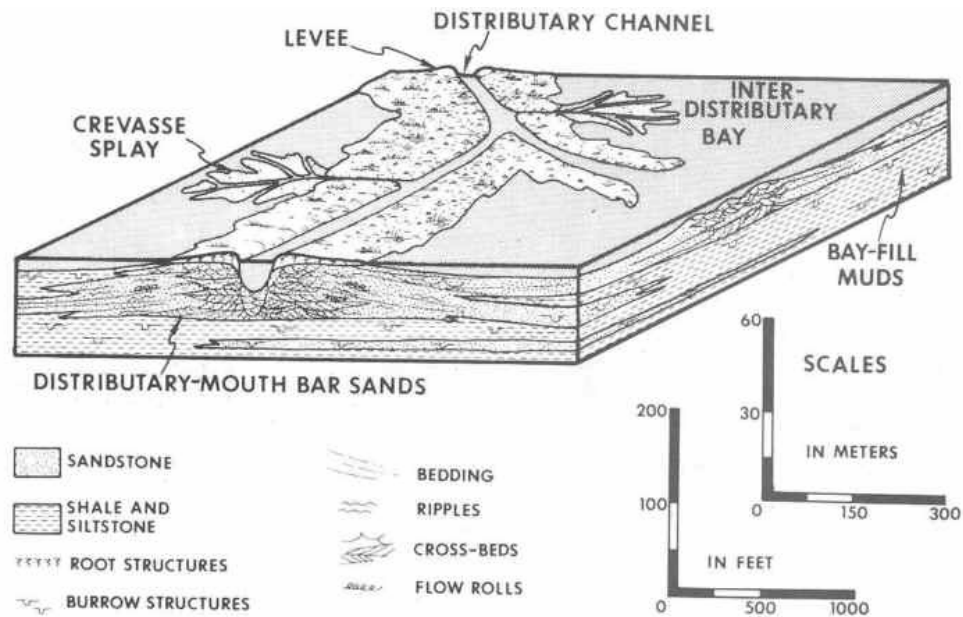 DISTRIBUTARY CHANNEL
LEVEE
INTER-
DISTRIBUTARY
BAY
CREVASSE
SPLAY
BAY-FILL
MUDS
DISTRIBUTARY-MOUTH BAR SANDS
SANDSTONE
SHALE AND
SILTSTONE
ROOT STRUCTURES
BURROW STRUCTURES
BEDDING
RIPPLES
CROSS-BEDS
FLOW ROLLS
SCALES
60
30
0
IN METERS
150
300
200
100
0
IN FEET
500
1000